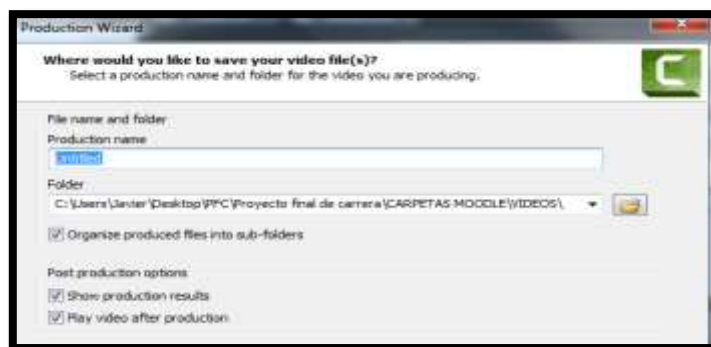 Production Wizard
Where would you like to save your video file(s)?
Select a production name and folder for the video you are producing.
File name and folder
Production name
Untitled
Folder
C:\Users\Javier\Desktop\PFC\Proyecto final de carrera\CARPETAS MOODLE\VIDEOS\
Organize produced files into sub-folders
Post production options
Show production results
Play video after production